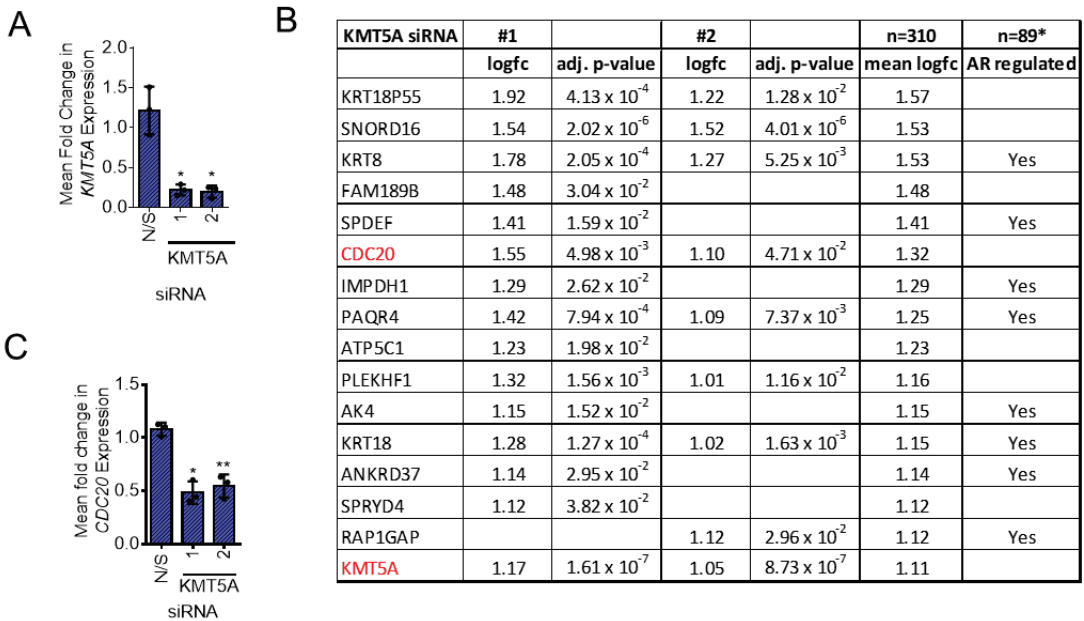 A
Mean Fold Change in
KMT5A Expression
2.0
1.5
1.0
0.5
0.0
*
*
N/S
1
2
KMT5A
siRNA
B
KMT5A siRNA #1 #2 n=310 n=89*
logfc adj. p-value logfc adj. p-value mean logfc AR regulated
KRT18P55 1.92 4.13 x 10⁻⁴ 1.22 1.28 x 10⁻² 1.57
SNORD16 1.54 2.02 x 10⁻⁶ 1.52 4.01 x 10⁻⁶ 1.53
KRT8 1.78 2.05 x 10⁻⁴ 1.27 5.25 x 10⁻³ 1.53 Yes
FAM189B 1.48 3.04 x 10⁻² 1.48
SPDEF 1.41 1.59 x 10⁻² 1.41 Yes
CDC20 1.55 4.98 x 10⁻³ 1.10 4.71 x 10⁻² 1.32
IMPDH1 1.29 2.62 x 10⁻² 1.29 Yes
PAQR4 1.42 7.94 x 10⁻⁴ 1.09 7.37 x 10⁻³ 1.25 Yes
ATP5C1 1.23 1.98 x 10⁻² 1.23
PLEKHF1 1.32 1.56 x 10⁻³ 1.01 1.16 x 10⁻² 1.16
AK4 1.15 1.52 x 10⁻² 1.15 Yes
KRT18 1.28 1.27 x 10⁻⁴ 1.02 1.63 x 10⁻³ 1.15 Yes
ANKRD37 1.14 2.95 x 10⁻² 1.14 Yes
SPRYD4 1.12 3.82 x 10⁻² 1.12
RAP1GAP 1.12 2.96 x 10⁻² 1.12 Yes
KMT5A 1.17 1.61 x 10⁻⁷ 1.05 8.73 x 10⁻⁷ 1.11
C
Mean fold change in
CDC20 Expression
1.5
1.0
0.5
0.0
*
**
N/S
1
2
KMT5A
siRNA